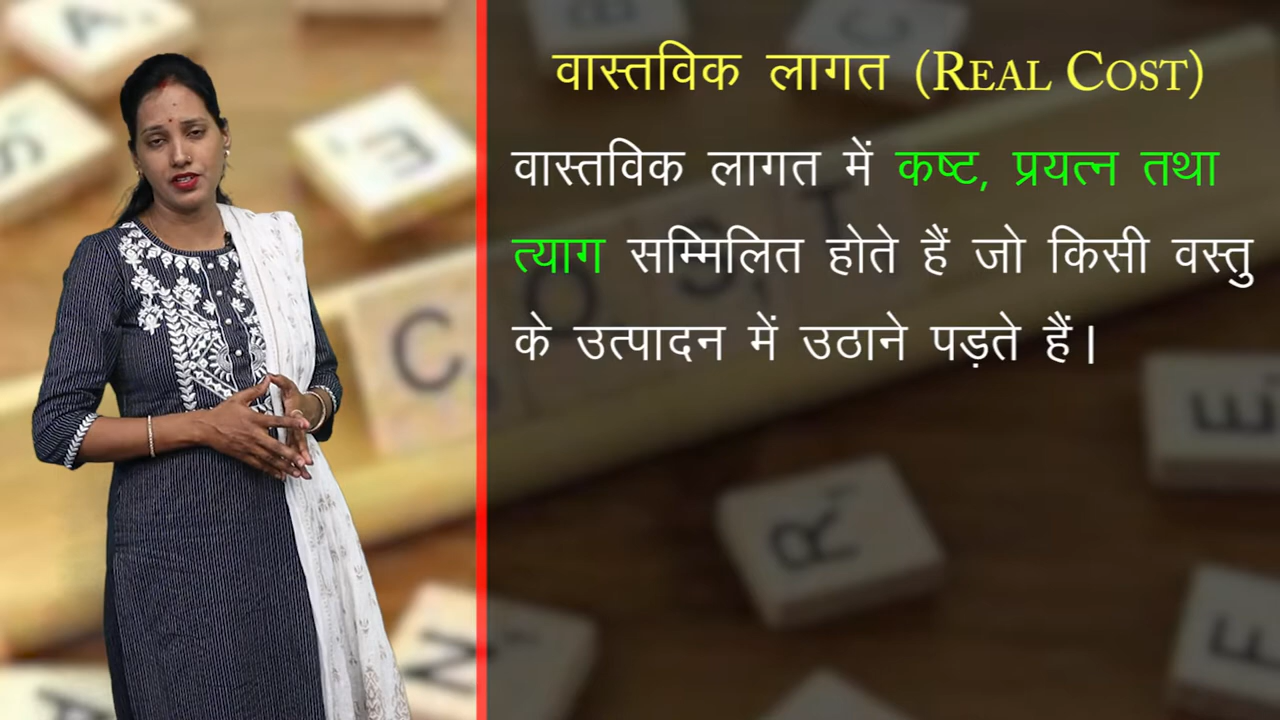 वास्तविक लागत (REAL COST)
वास्तविक लागत में कष्ट, प्रयत्न तथा
त्याग सम्मिलित होते हैं जो किसी वस्तु
के उत्पादन में उठाने पड़ते हैं।
A
B
C
S
E
T
S
O
C
E
R
E
N